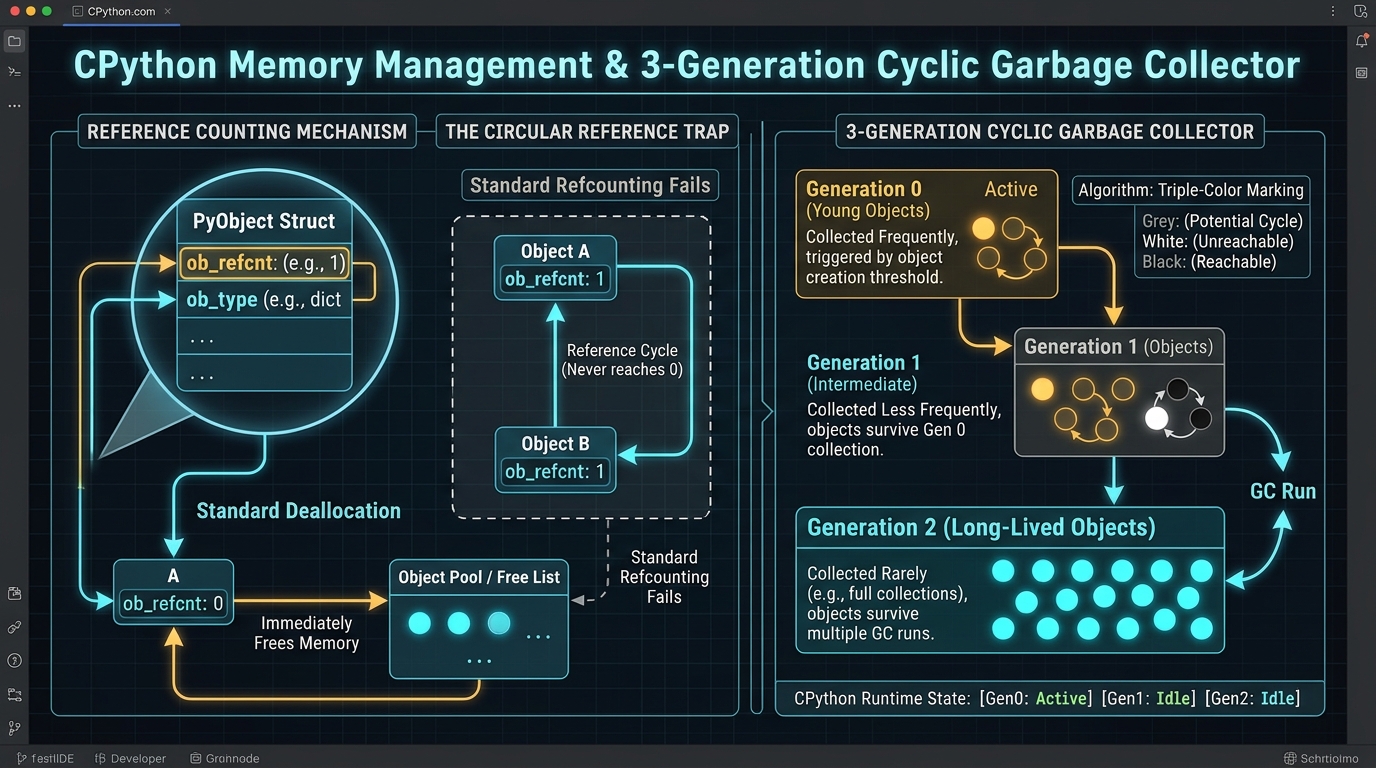 CPython.com
CPython Memory Management & 3-Generation Cyclic Garbage Collector
REFERENCE COUNTING MECHANISM
PyObject Struct
ob_refcnt: (e.g., 1)
ob_type (e.g., dict
...
...
Standard Deallocation
A
ob_refcnt: 0
Immediately
Frees Memory
Object Pool / Free List
...
...
THE CIRCULAR REFERENCE TRAP
Standard Refcounting Fails
Object A
ob_refcnt: 1
Reference Cycle
(Never reaches 0)
Object B
ob_refcnt: 1
Standard
Refcounting
Fails
3-GENERATION CYCLIC GARBAGE COLLECTOR
Generation 0
Active
(Young Objects)
Collected Frequently,
triggered by object
creation threshold.
Algorithm: Triple-Color Marking
Grey: (Potential Cycle)
White: (Unreachable)
Black: (Reachable)
Generation 1 (Objects)
Generation 1
(Intermediate)
Collected Less Frequently,
objects survive Gen 0
collection.
GC Run
Generation 2 (Long-Lived Objects)
Collected Rarely
(e.g., full collections),
objects survive
multiple GC runs.
CPython Runtime State: [Gen0: Active] [Gen1: Idle] [Gen2: Idle]
Developer